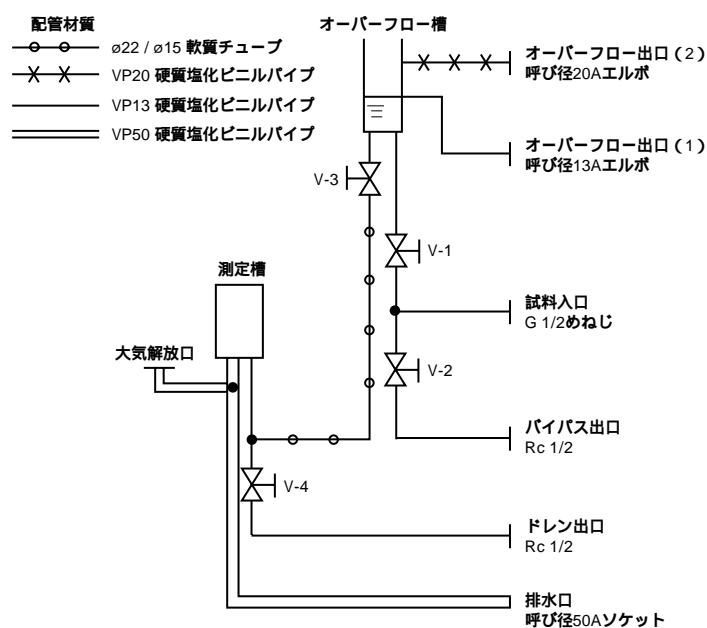 配管材質
ø22 / ø15 軟質チューブ
VP20 硬質塩化ビニルパイプ
VP13 硬質塩化ビニルパイプ
VP50 硬質塩化ビニルパイプ
オーバーフロー槽
オーバーフロー出口（2）
呼び径20Aエルボ
オーバーフロー出口（1）
呼び径13Aエルボ
V-3
V-1
測定槽
試料入口
G 1/2めねじ
大気解放口
V-2
バイパス出口
Rc 1/2
V-4
ドレン出口
Rc 1/2
排水口
呼び径50Aソケット